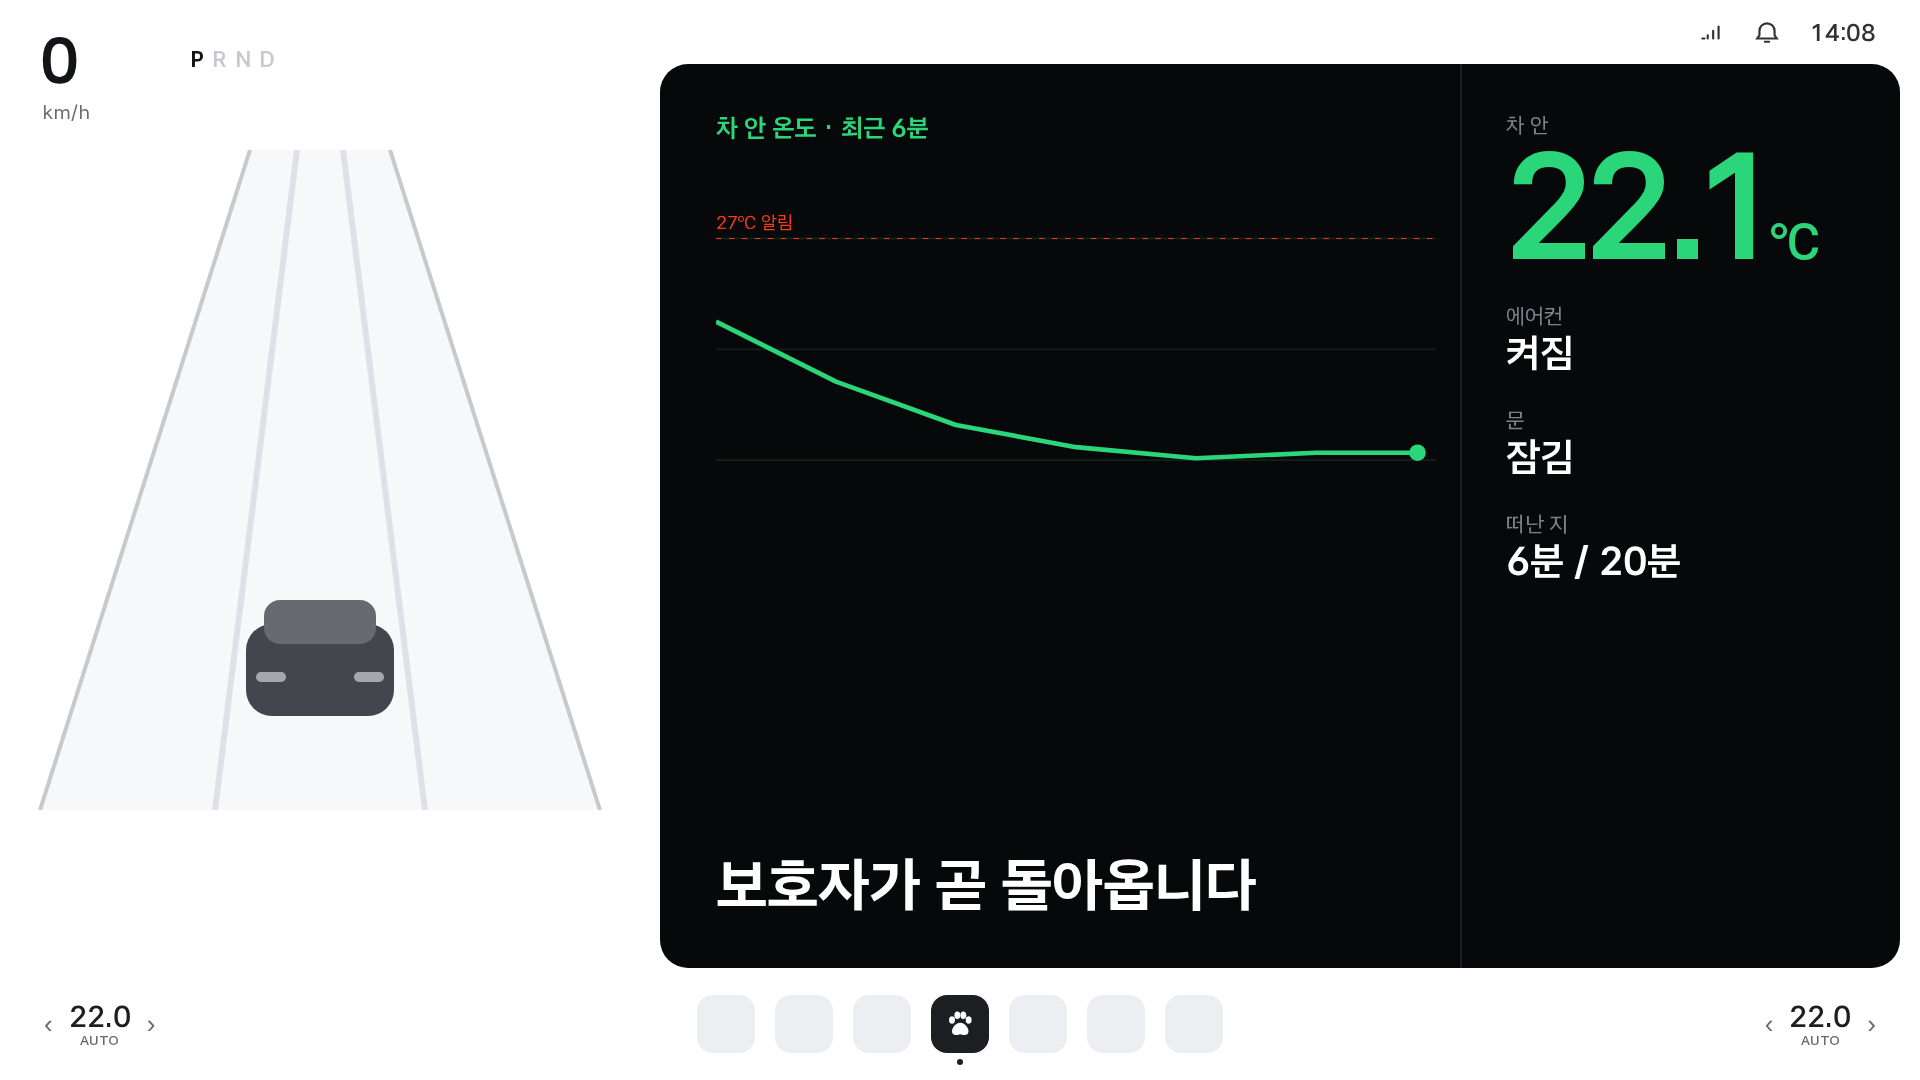 0
km/h
P R N D
14:08
차 안 온도 · 최근 6분
27°C 알림
차 안
22.1°C
에어컨
켜짐
문
잠김
떠난 지
6분 / 20분
보호자가 곧 돌아옵니다
‹ 22.0 ›
AUTO
‹ 22.0 ›
AUTO